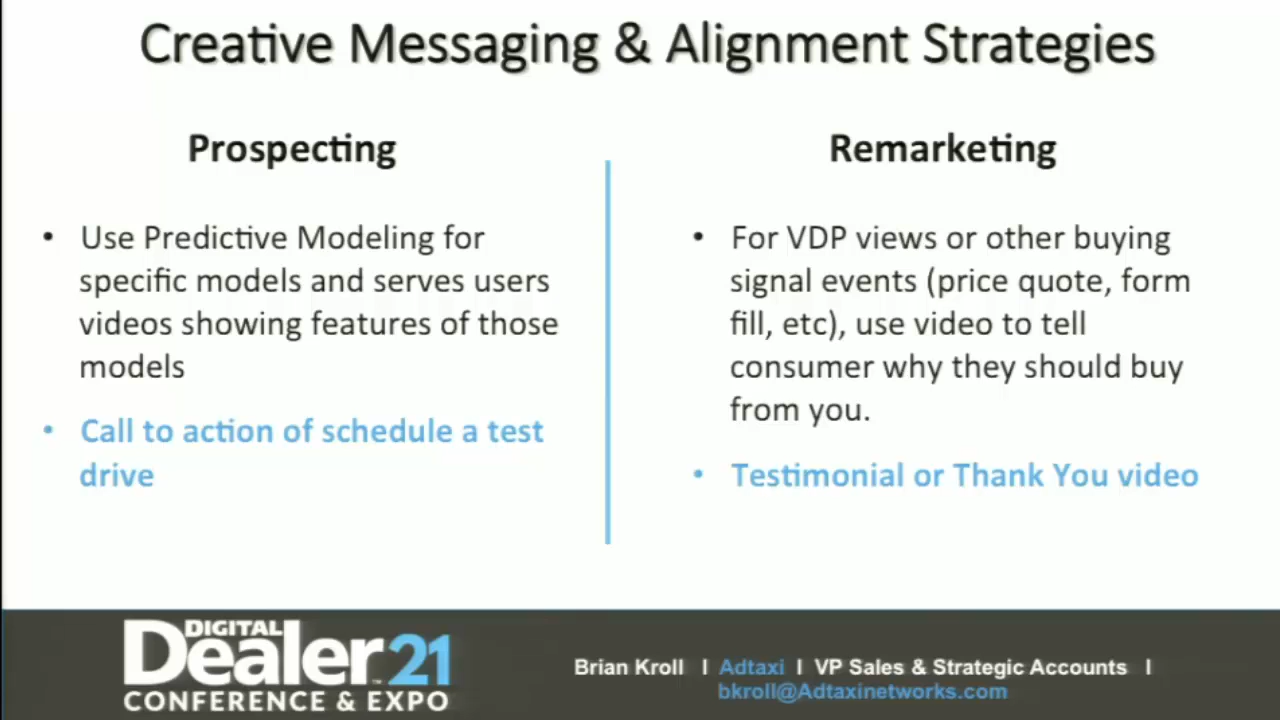 Creative Messaging & Alignment Strategies
Prospecting
• Use Predictive Modeling for
specific models and serves users
videos showing features of those
models
• Call to action of schedule a test
drive
Remarketing
• For VDP views or other buying
signal events (price quote, form
fill, etc), use video to tell
consumer why they should buy
from you.
• Testimonial or Thank You video
DIGITAL
Dealer 21
™
CONFERENCE & EXPO
Brian Kroll | Adtaxi | VP Sales & Strategic Accounts |
bkroll@Adtaxinetworks.com